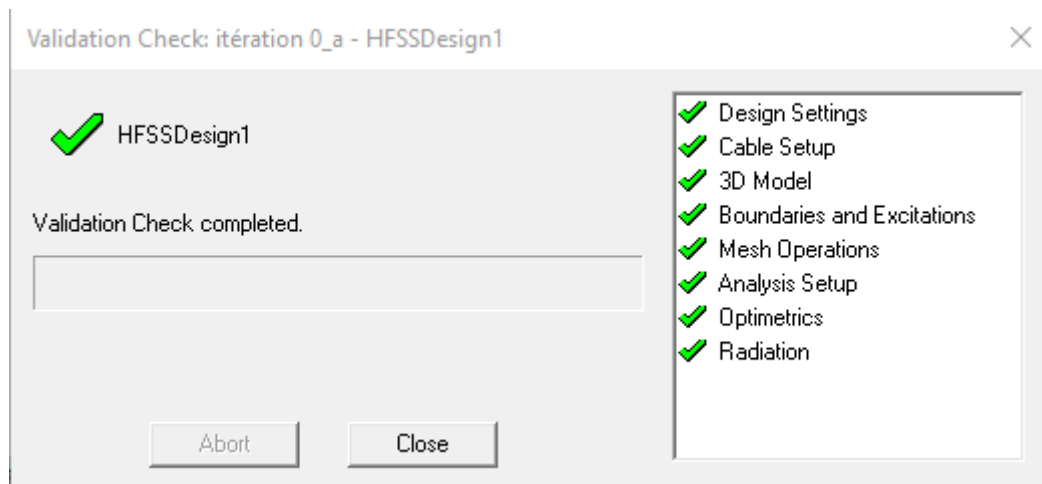 Validation Check: itération 0_a - HFSSDesign1
HFSSDesign1
Validation Check completed.
Abort
Close
Design Settings
Cable Setup
3D Model
Boundaries and Excitations
Mesh Operations
Analysis Setup
Optimetrics
Radiation